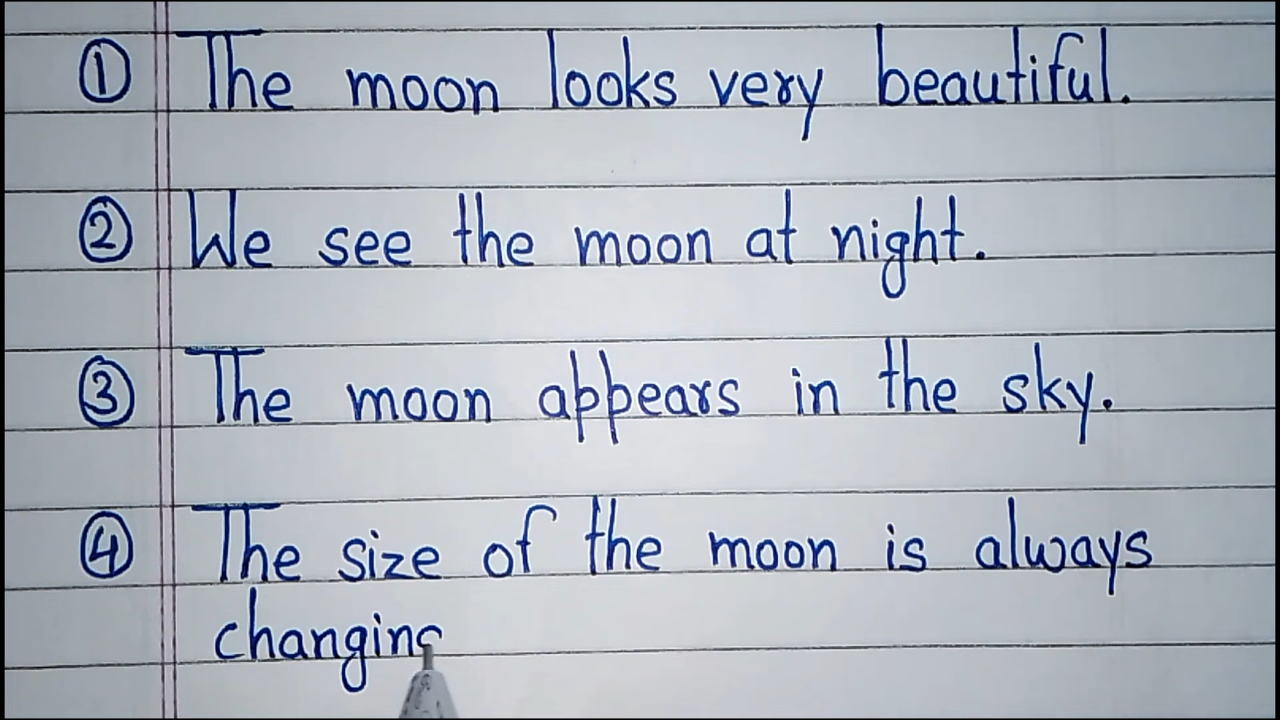 ① The moon looks very beautiful.
② We see the moon at night.
③ The moon appears in the sky.
④ The size of the moon is always
changing